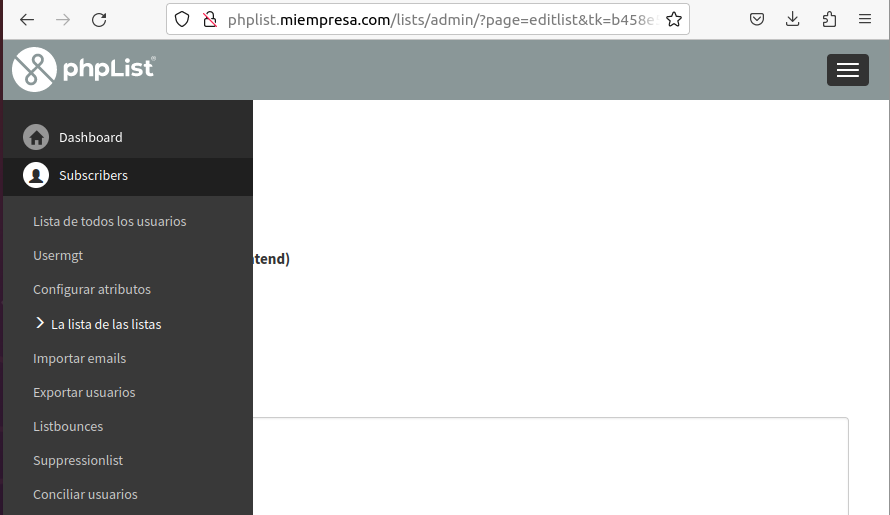 phplist.miempresa.com/lists/admin/?page=editlist&tk=b458e
phpList
Dashboard
Subscribers
Lista de todos los usuarios
Usermgt
ntend)
Configurar atributos
La lista de las listas
Importar emails
Exportar usuarios
Listbounces
Suppressionlist
Conciliar usuarios